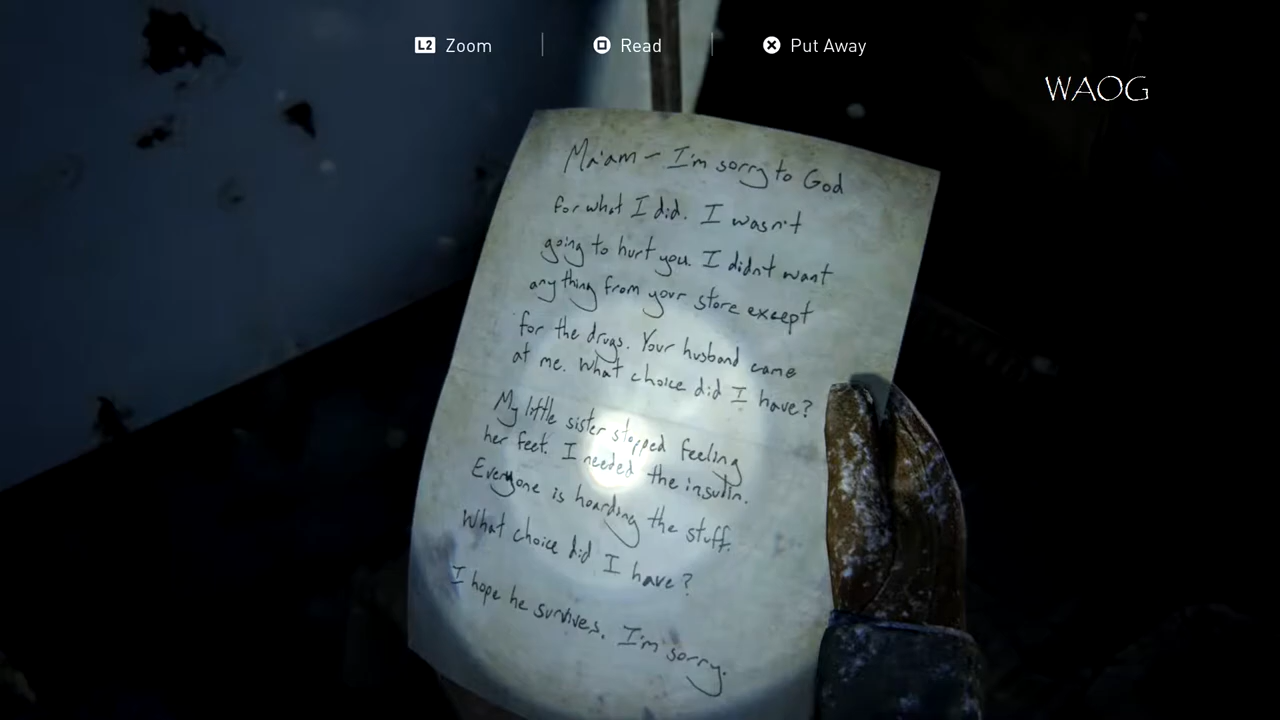 L2 Zoom | Read | Put Away
WAOG
Ma'am – I'm sorry to God
for what I did. I wasn't
going to hurt you. I didn't want
anything from your store except
for the drugs. Your husband came
at me. What choice did I have?
My little sister stopped feeling
her feet. I needed the insulin.
Everyone is hoarding the stuff.
What choice did I have?
I hope he survives. I'm sorry.